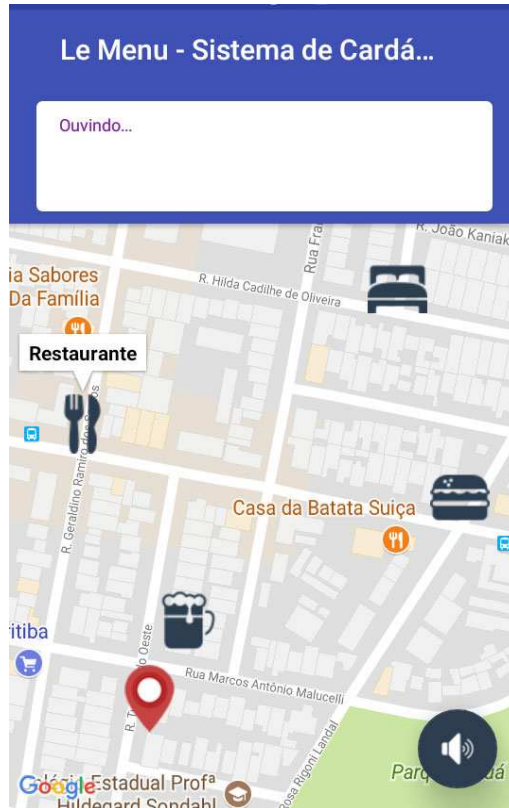 Le Menu - Sistema de Cardá...
Ouvindo...
R. João Kaniak
Rua Fra
R. Hilda Cadilhe de Oliveira
ia Sabores
Da Família
Restaurante
R. Geraldino Ramiro dos
Casa da Batata Suiça
ritiba
do Oeste
R. T
Rua Marcos Antônio Malucelli
Rosa Rigoni Landal
Google
Estadual Profª
Hildegard Sondahl